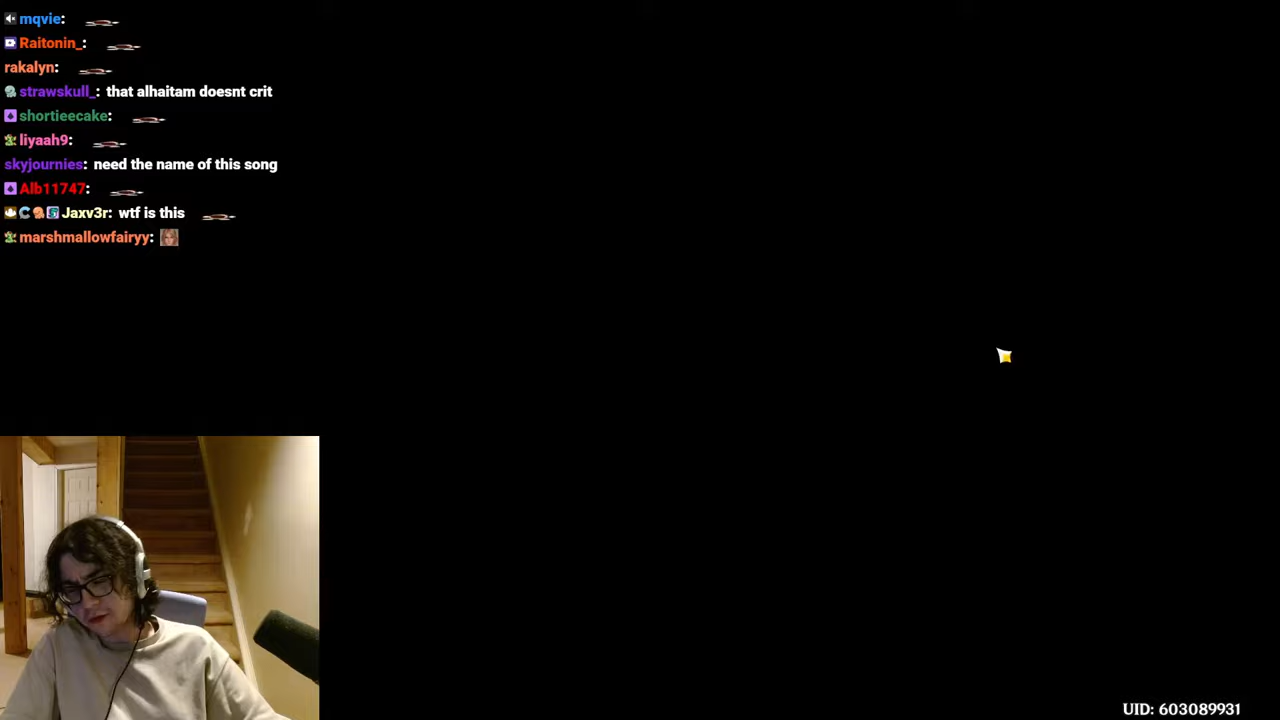 mqvie:
Raitonin_:
rakalyn:
strawskull_: that alhaitam doesnt crit
shortieecake:
liyaah9:
skyjournies: need the name of this song
Alb11747:
Jaxv3r: wtf is this
marshmallowfairyy:
UID: 603089931